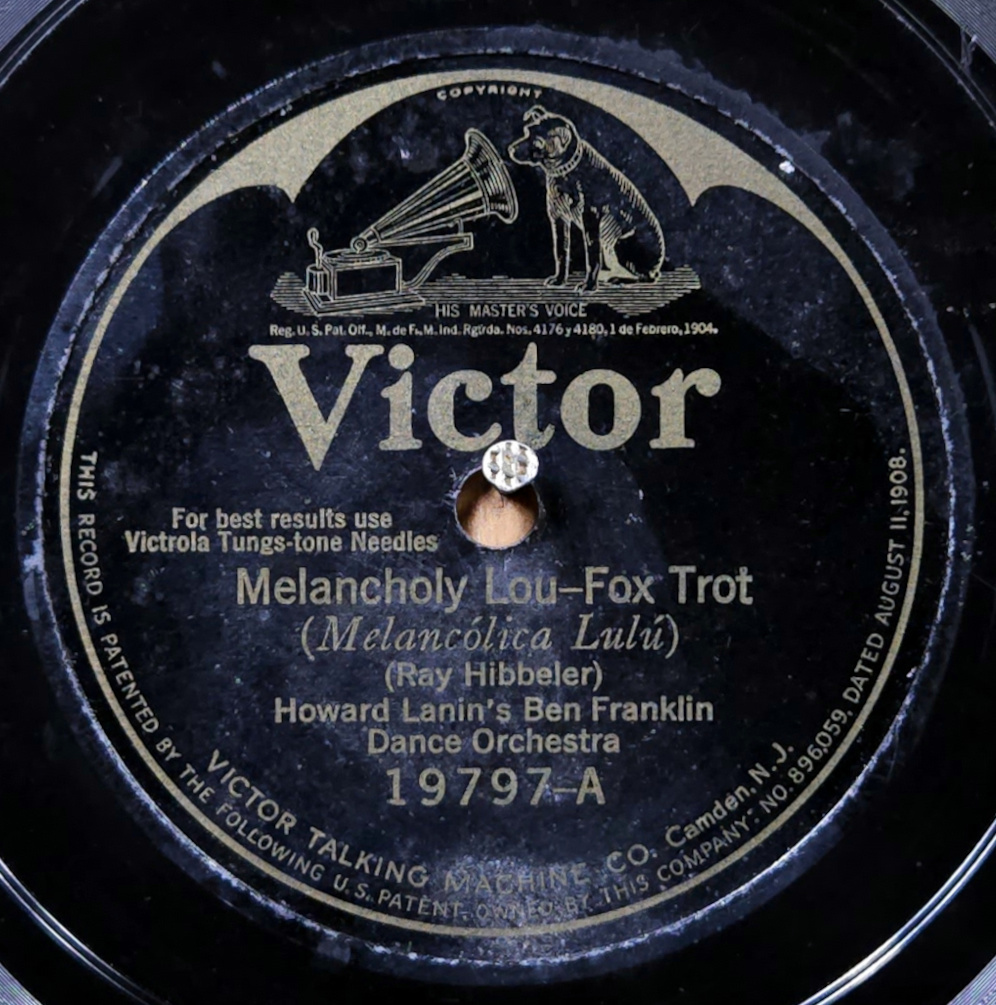 COPYRIGHT
HIS MASTER'S VOICE
Reg. U. S. Pat. Off., M. de F., M. Ind. Rgtrda. Nos. 4176 y 4180, 1 de Febrero, 1904.
Victor
For best results use
Victrola Tungs-tone Needles
Melancholy Lou–Fox Trot
(Melancólica Lulú)
(Ray Hibbeler)
Howard Lanin's Ben Franklin
Dance Orchestra
19797–A
VICTOR TALKING MACHINE CO. Camden, N. J.
THIS RECORD IS PATENTED BY THE FOLLOWING U.S. PATENT, OWNED BY THIS COMPANY: NO. 896,059, DATED AUGUST 11, 1908.